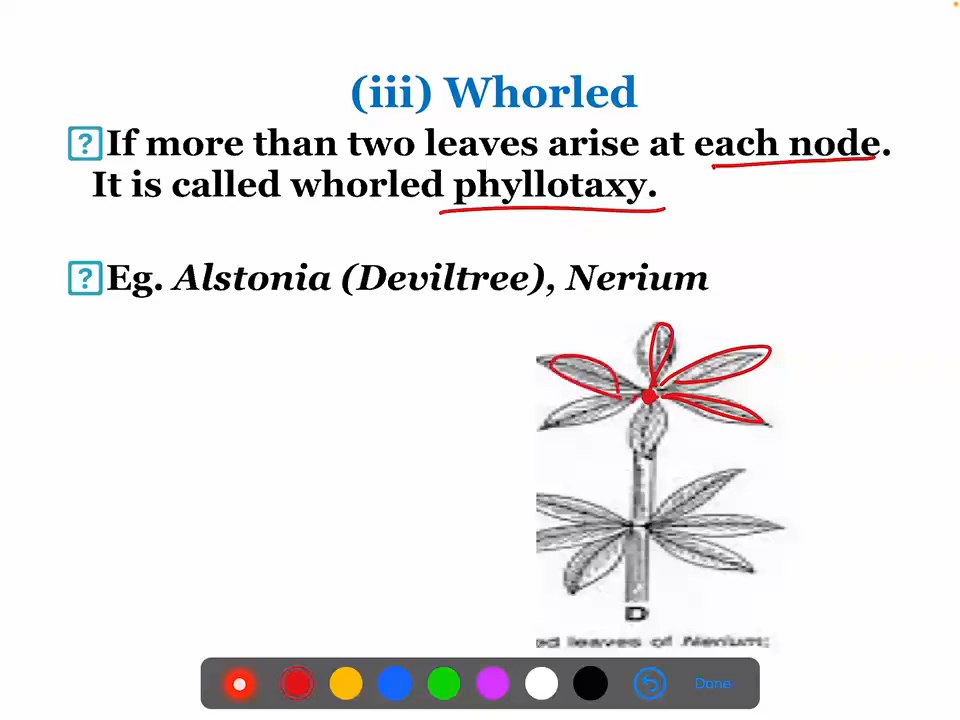 (iii) Whorled
If more than two leaves arise at each node.
It is called whorled phyllotaxy.
Eg. Alstonia (Deviltree), Nerium
D
ed leaves of Nerium;
Done